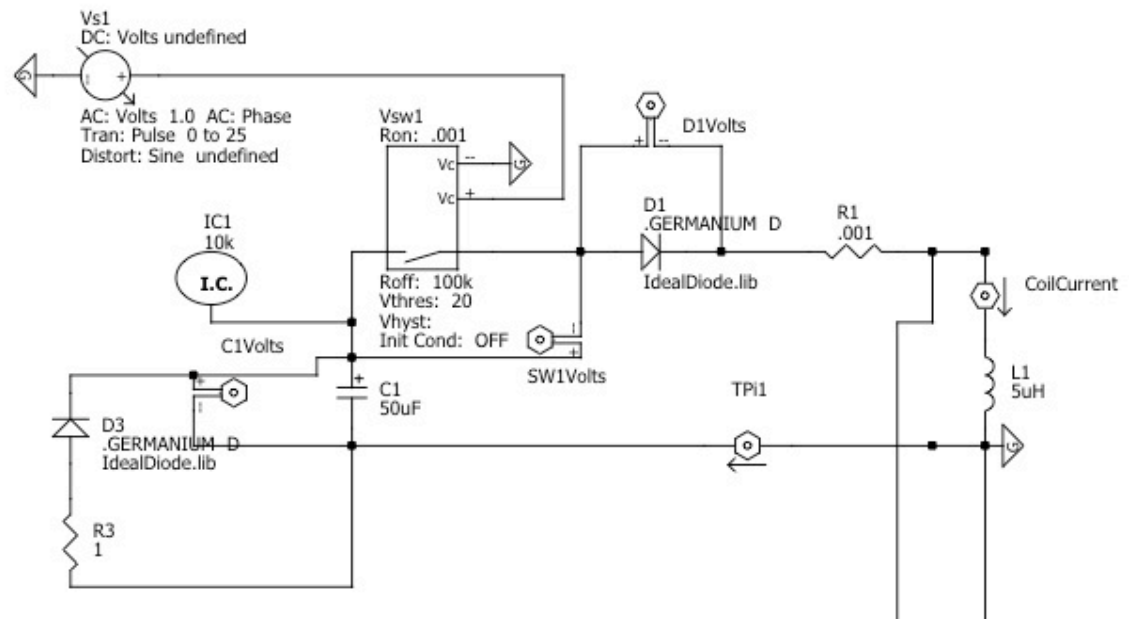 Vs1
DC: Volts undefined
G
AC: Volts 1.0 AC: Phase
Tran: Pulse 0 to 25
Distort: Sine undefined
Vsw1
Ron: .001
Vc
G
Vc
D1Volts
D1
.GERMANIUM D
IdealDiode.lib
R1
.001
IC1
10k
I.C.
Roff: 100k
Vthres: 20
Vhyst:
Init Cond: OFF
CoilCurrent
C1Volts
SW1Volts
C1
50uF
TPi1
L1
5uH
G
D3
.GERMANIUM D
IdealDiode.lib
R3
1